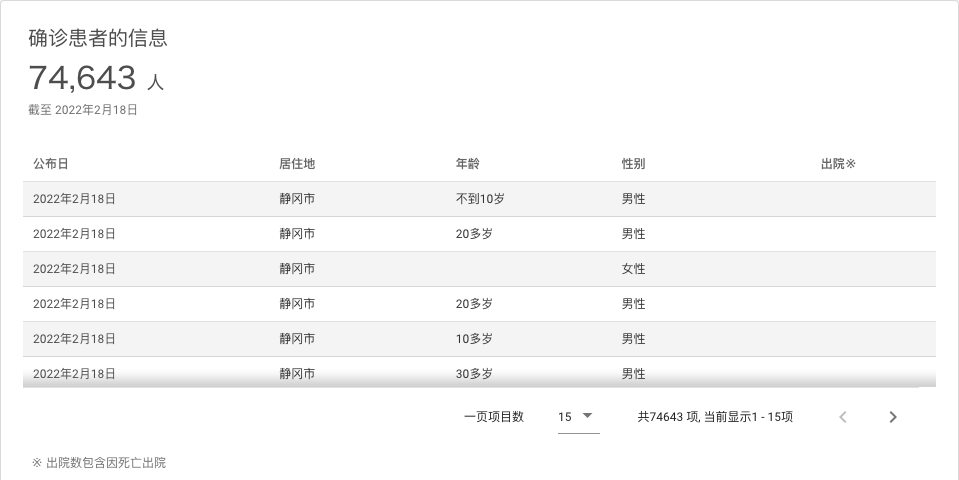 确诊患者的信息
74,643 人
截至 2022年2月18日
公布日 居住地 年龄 性别 出院※
2022年2月18日 静冈市 不到10岁 男性
2022年2月18日 静冈市 20多岁 男性
2022年2月18日 静冈市 女性
2022年2月18日 静冈市 20多岁 男性
2022年2月18日 静冈市 10多岁 男性
2022年2月18日 静冈市 30多岁 男性
一页项目数 15 共74643 项, 当前显示1 - 15项
※ 出院数包含因死亡出院